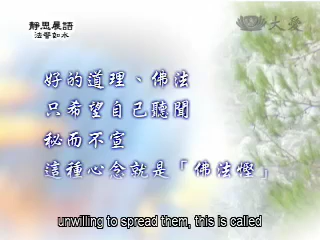 靜思晨語
法譬如水
大愛
好的道理、佛法
只希望自己聽聞
秘而不宣
這種心念就是「佛法慳」
unwilling to spread them, this is called